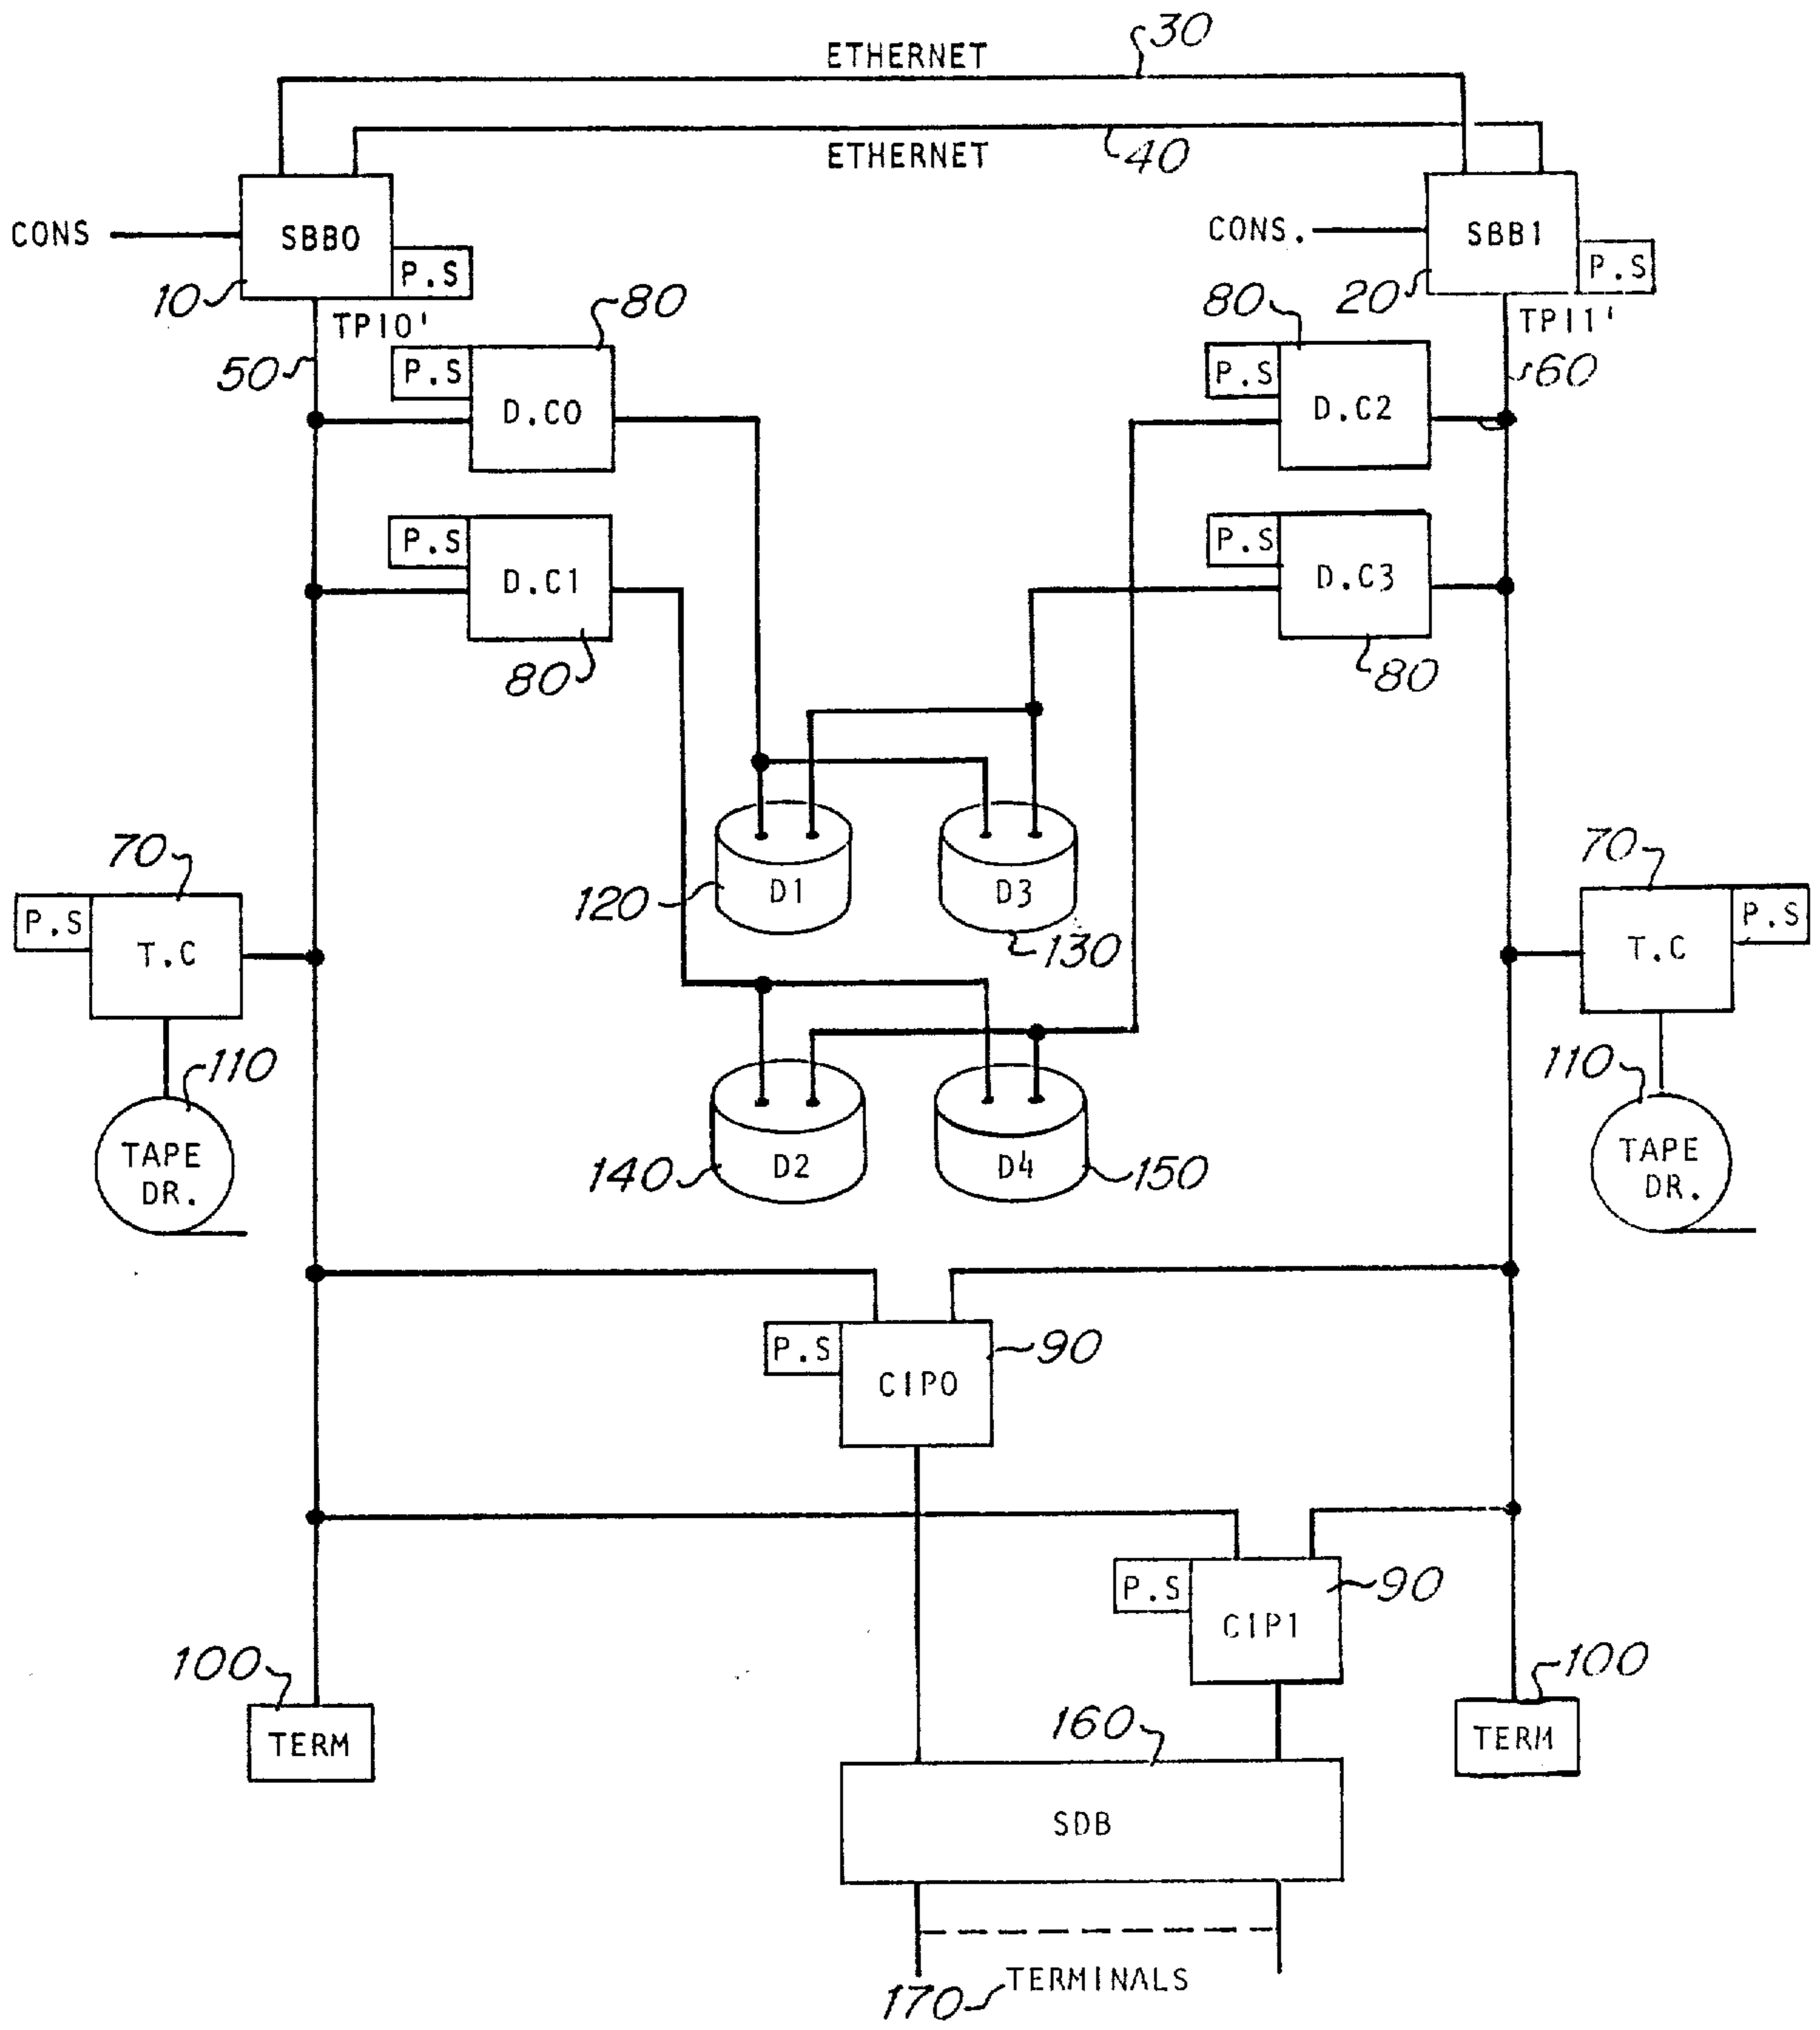 30
ETHERNET
40
ETHERNET
CONS
SBB0
P.S
10
TPI0'
CONS.
SBB1
P.S
20
TPI1'
50
80
P.S
D.C0
80
P.S
D.C2
60
P.S
D.C1
80
P.S
D.C3
80
70
P.S
T.C
120
D1
D3
130
70
P.S
T.C
110
TAPE
DR.
140
D2
D4
150
110
TAPE
DR.
P.S
CIP0
90
P.S
CIP1
90
100
TERM
100
TERM
160
SDB
TERMINALS
170